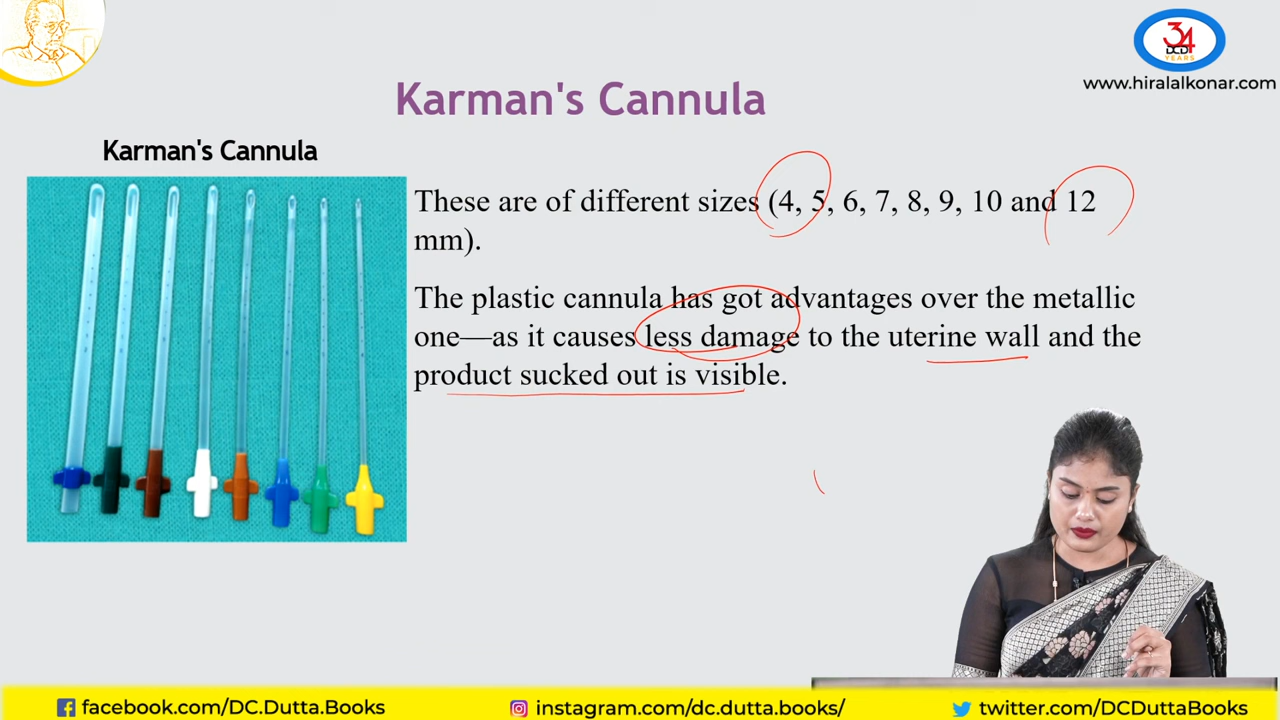 34
DCD
YEARS
www.hiralalkonar.com
Karman's Cannula
Karman's Cannula
These are of different sizes (4, 5, 6, 7, 8, 9, 10 and 12
mm).
The plastic cannula has got advantages over the metallic
one—as it causes less damage to the uterine wall and the
product sucked out is visible.
facebook.com/DC.Dutta.Books
instagram.com/dc.dutta.books/
twitter.com/DCDuttaBooks